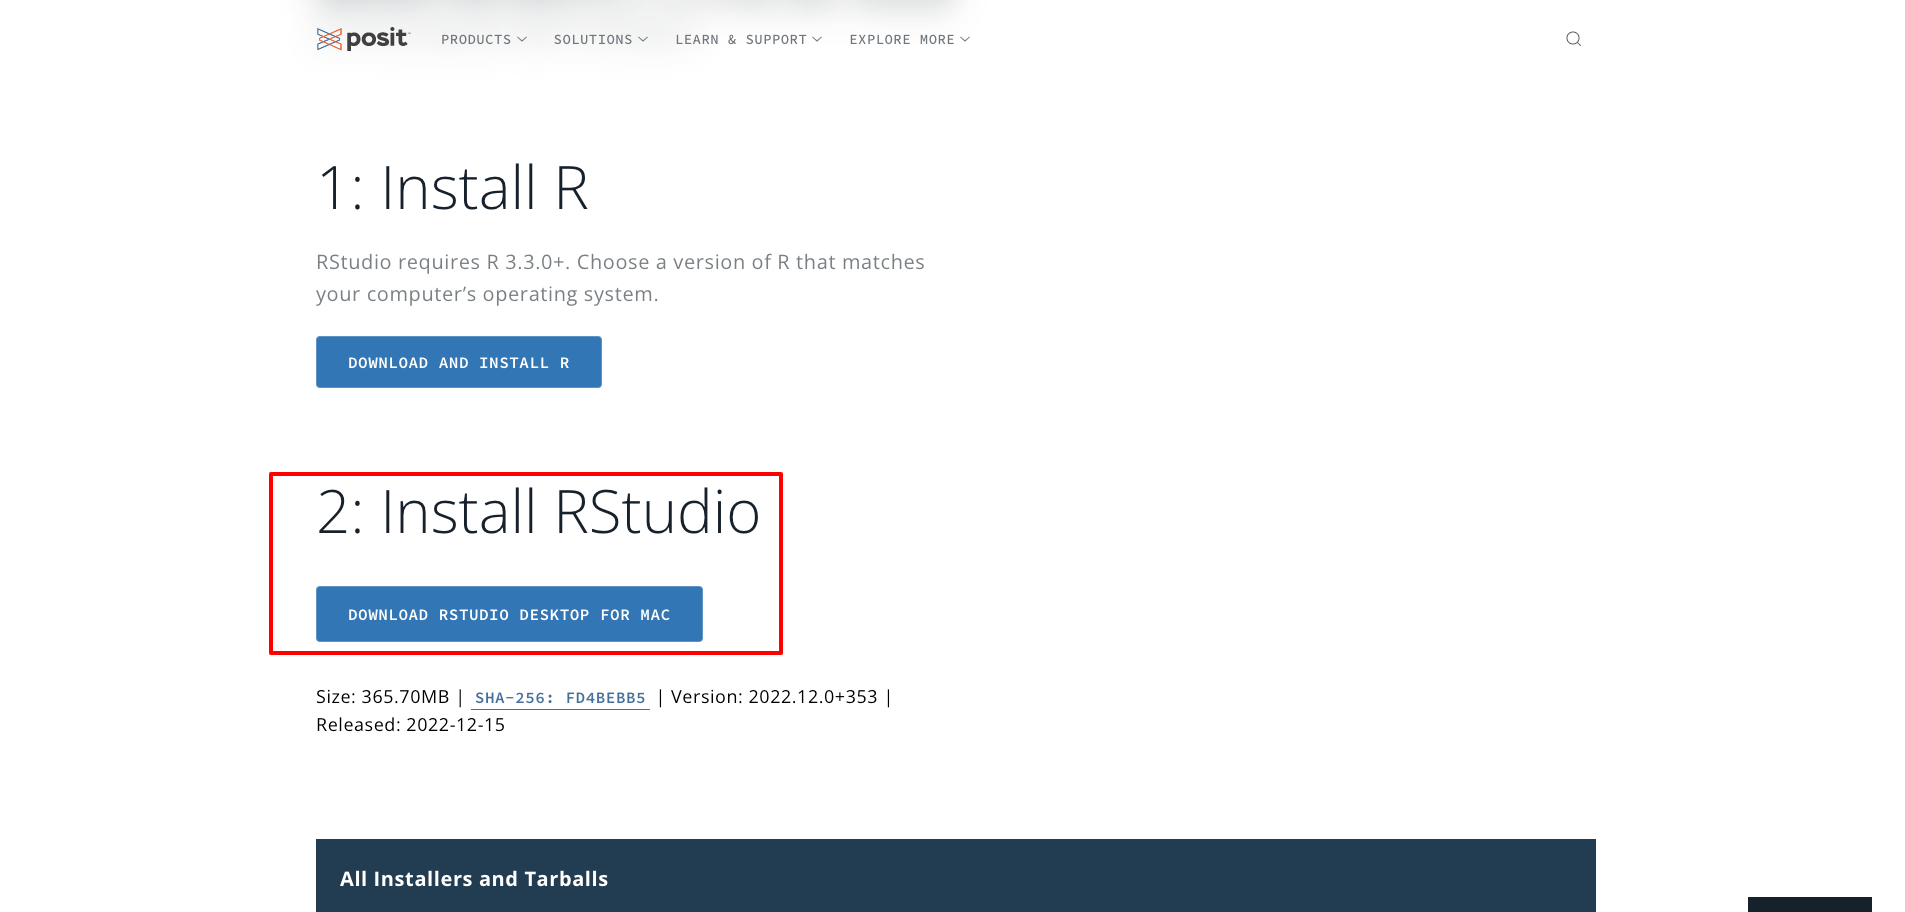 posit
PRODUCTS
SOLUTIONS
LEARN & SUPPORT
EXPLORE MORE
1: Install R
RStudio requires R 3.3.0+. Choose a version of R that matches
your computer’s operating system.
DOWNLOAD AND INSTALL R
2: Install RStudio
DOWNLOAD RSTUDIO DESKTOP FOR MAC
Size: 365.70MB | SHA-256: FD4BEBB5 | Version: 2022.12.0+353 |
Released: 2022-12-15
All Installers and Tarballs